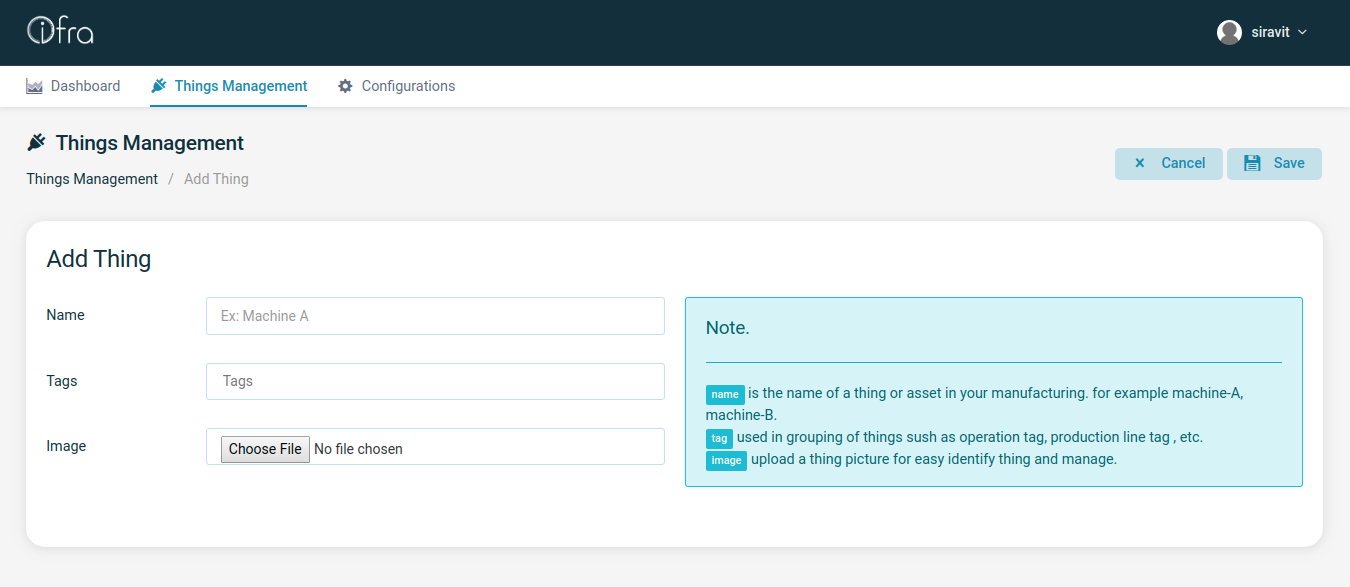 ifra
siravit
Dashboard Things Management Configurations
Things Management
Things Management / Add Thing
× Cancel Save
Add Thing
Name Ex: Machine A
Tags Tags
Image Choose File No file chosen
Note.
name is the name of a thing or asset in your manufacturing. for example machine-A,
machine-B.
tag used in grouping of things sush as operation tag, production line tag , etc.
image upload a thing picture for easy identify thing and manage.